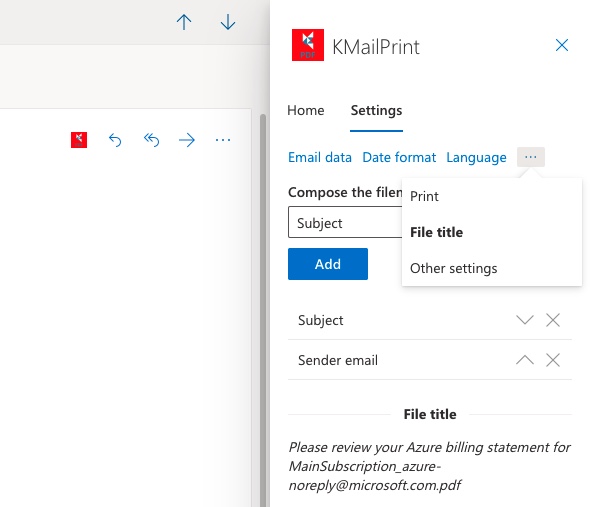 PDF
KMailPrint
Home Settings
Email data Date format Language ...
Compose the filen
Print
Subject
File title
Add
Other settings
Subject
Sender email
File title
Please review your Azure billing statement for
MainSubscription_azure-
noreply@microsoft.com.pdf